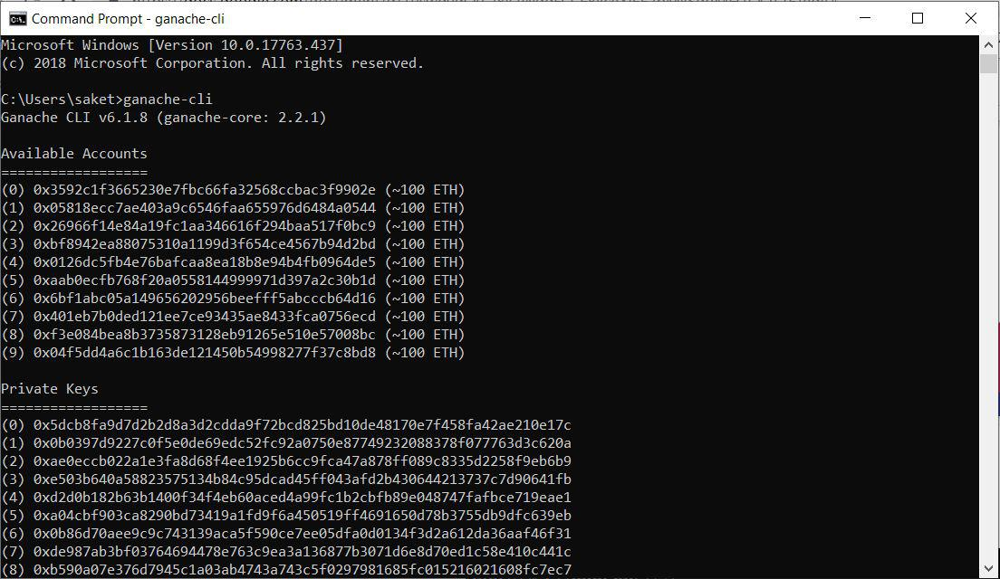 Command Prompt - ganache-cli
Microsoft Windows [Version 10.0.17763.437]
(c) 2018 Microsoft Corporation. All rights reserved.
C:\Users\saket>ganache-cli
Ganache CLI v6.1.8 (ganache-core: 2.2.1)
Available Accounts
==================
(0) 0x3592c1f3665230e7fbc66fa32568ccbac3f9902e (~100 ETH)
(1) 0x05818ecc7ae403a9c6546faa655976d6484a0544 (~100 ETH)
(2) 0x26966f14e84a19fc1aa346616f294baa517f0bc9 (~100 ETH)
(3) 0xbf8942ea88075310a1199d3f654ce4567b94d2bd (~100 ETH)
(4) 0x0126dc5fb4e76bafcaa8ea18b8e94b4fb0964de5 (~100 ETH)
(5) 0xaab0ecfb768f20a0558144999971d397a2c30b1d (~100 ETH)
(6) 0x6bf1abc05a149656202956beefff5abcccb64d16 (~100 ETH)
(7) 0x401eb7b0ded121ee7ce93435ae8433fca0756ecd (~100 ETH)
(8) 0xf3e084bea8b3735873128eb91265e510e57008bc (~100 ETH)
(9) 0x04f5dd4a6c1b163de121450b54998277f37c8bd8 (~100 ETH)
Private Keys
==================
(0) 0x5dcb8fa9d7d2b2d8a3d2cdda9f72bcd825bd10de48170e7f458fa42ae210e17c
(1) 0x0b0397d9227c0f5e0de69edc52fc92a0750e87749232088378f077763d3c620a
(2) 0xae0eccb022a1e3fa8d68f4ee1925b6cc9fca47a878ff089c8335d2258f9eb6b9
(3) 0xe503b640a58823575134b84c95dcad45ff043afd2b430644213737c7d90641fb
(4) 0xd2d0b182b63b1400f34f4eb60aced4a99fc1b2cbfb89e048747fafbce719eae1
(5) 0xa04cbf903ca8290bd73419a1fd9f6a450519ff4691650d78b3755db9dfc639eb
(6) 0x0b86d70aee9c9c743139aca5f590ce7ee05dfa0d0134f3d2a612da36aaf46f31
(7) 0xde987ab3bf03764694478e763c9ea3a136877b3071d6e8d70ed1c58e410c441c
(8) 0xb590a07e376d7945c1a03ab4743a743c5f0297981685fc015216021608fc7ec7